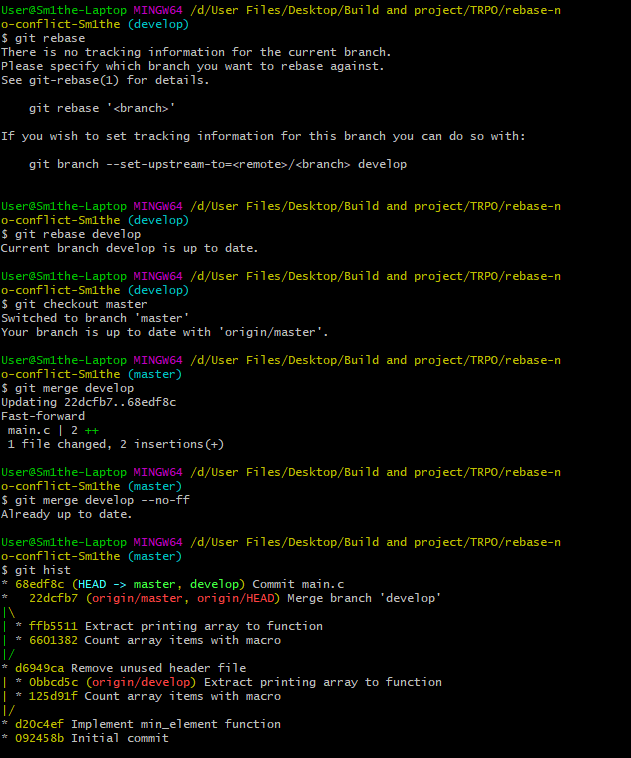 User@Sm1the-Laptop MINGW64 /d/User Files/Desktop/Build and project/TRPO/rebase-n
o-conflict-Sm1the (develop)
$ git rebase
There is no tracking information for the current branch.
Please specify which branch you want to rebase against.
See git-rebase(1) for details.
    git rebase '<branch>'
If you wish to set tracking information for this branch you can do so with:
    git branch --set-upstream-to=<remote>/<branch> develop
User@Sm1the-Laptop MINGW64 /d/User Files/Desktop/Build and project/TRPO/rebase-n
o-conflict-Sm1the (develop)
$ git rebase develop
Current branch develop is up to date.
User@Sm1the-Laptop MINGW64 /d/User Files/Desktop/Build and project/TRPO/rebase-n
o-conflict-Sm1the (develop)
$ git checkout master
Switched to branch 'master'
Your branch is up to date with 'origin/master'.
User@Sm1the-Laptop MINGW64 /d/User Files/Desktop/Build and project/TRPO/rebase-n
o-conflict-Sm1the (master)
$ git merge develop
Updating 22dcfb7..68edf8c
Fast-forward
 main.c | 2 ++
 1 file changed, 2 insertions(+)
User@Sm1the-Laptop MINGW64 /d/User Files/Desktop/Build and project/TRPO/rebase-n
o-conflict-Sm1the (master)
$ git merge develop --no-ff
Already up to date.
User@Sm1the-Laptop MINGW64 /d/User Files/Desktop/Build and project/TRPO/rebase-n
o-conflict-Sm1the (master)
$ git hist
* 68edf8c (HEAD -> master, develop) Commit main.c
*   22dcfb7 (origin/master, origin/HEAD) Merge branch 'develop'
|\
| * ffb5511 Extract printing array to function
| * 6601382 Count array items with macro
|/
* d6949ca Remove unused header file
| * 0bbcd5c (origin/develop) Extract printing array to function
| * 125d91f Count array items with macro
|/
* d20c4ef Implement min_element function
* 092458b Initial commit